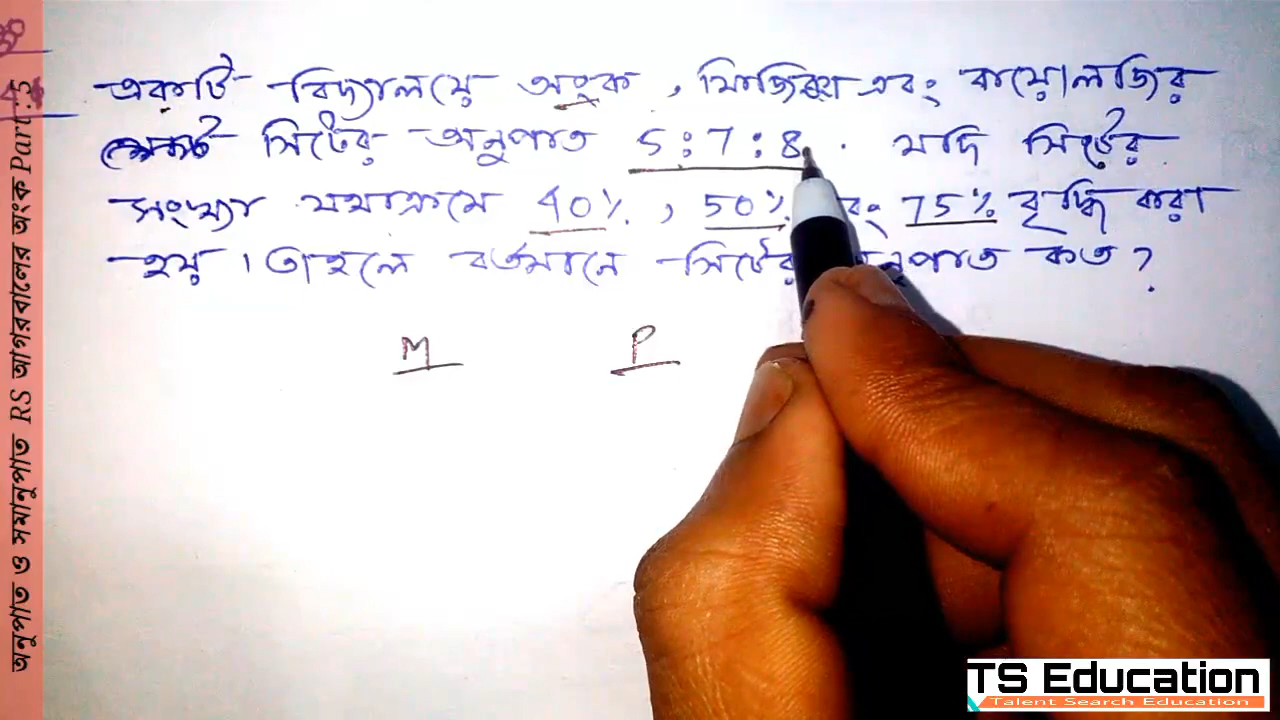 একটি বিদ্যালয়ে অংক , ফিজিক্স এবং বায়োলজির
সিটের অনুপাত 5 : 7 : 8 . যদি সিটের
সংখ্যা যথাক্রমে 40% , 50% এবং 75% বৃদ্ধি করা
হয় । তাহলে বর্তমানে সিটের অনুপাত কত ?
M P
অনুপাত ও সমানুপাত RS আগরবালের অংক Part :5
TS Education
Talent Search Education